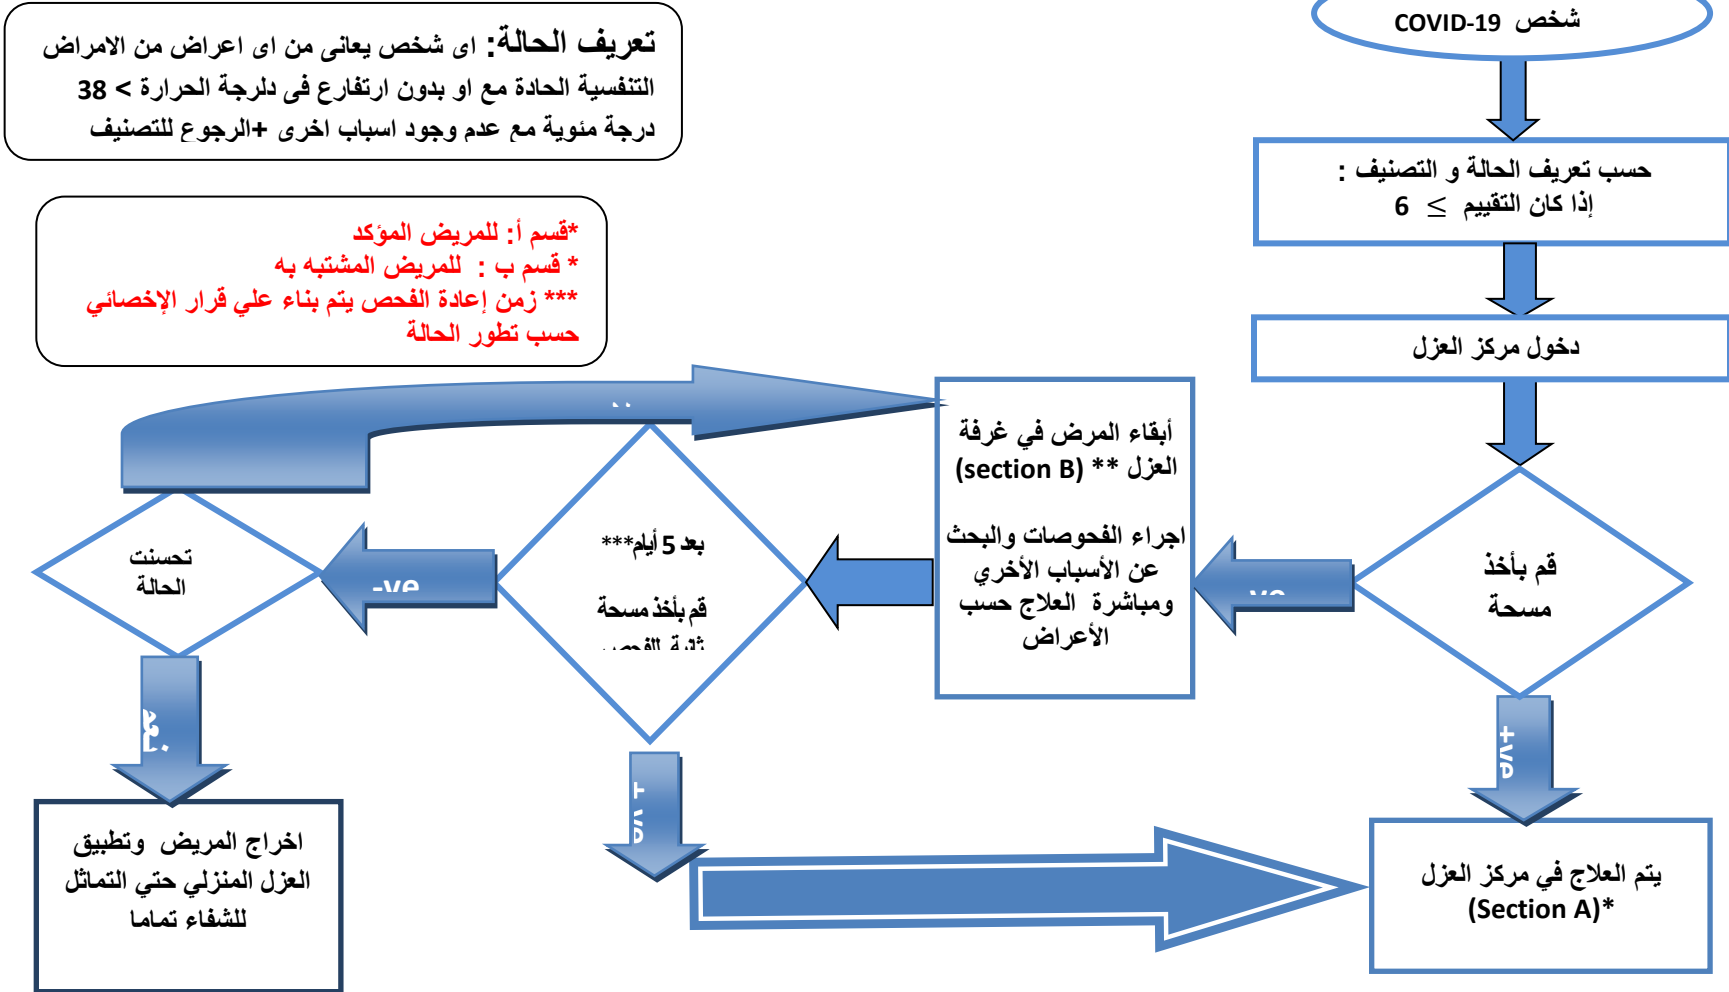 شخص COVID-19
تعريف الحالة: اى شخص يعانى من اى اعراض من الامراض
التنفسية الحادة مع او بدون ارتفارع فى دلرجة الحرارة > 38
درجة مئوية مع عدم وجود اسباب اخرى +الرجوع للتصنيف
حسب تعريف الحالة و التصنيف :
إذا كان التقييم ≥ 6
*قسم أ: للمريض المؤكد
* قسم ب : للمريض المشتبه به
*** زمن إعادة الفحص يتم بناء علي قرار الإخصائي
حسب تطور الحالة
دخول مركز العزل
أبقاء المرض في غرفة
العزل ** (section B)
اجراء الفحوصات والبحث
عن الأسباب الأخري
ومباشرة العلاج حسب
الأعراض
قم بأخذ
مسحة
بعد 5 أيام***
قم بأخذ مسحة
ثانية للفحص
-ve
تحسنت
الحالة
+ve
+ve
يتم العلاج في مركز العزل
(Section A)*
اخراج المريض وتطبيق
العزل المنزلي حتي التماثل
للشفاء تماما